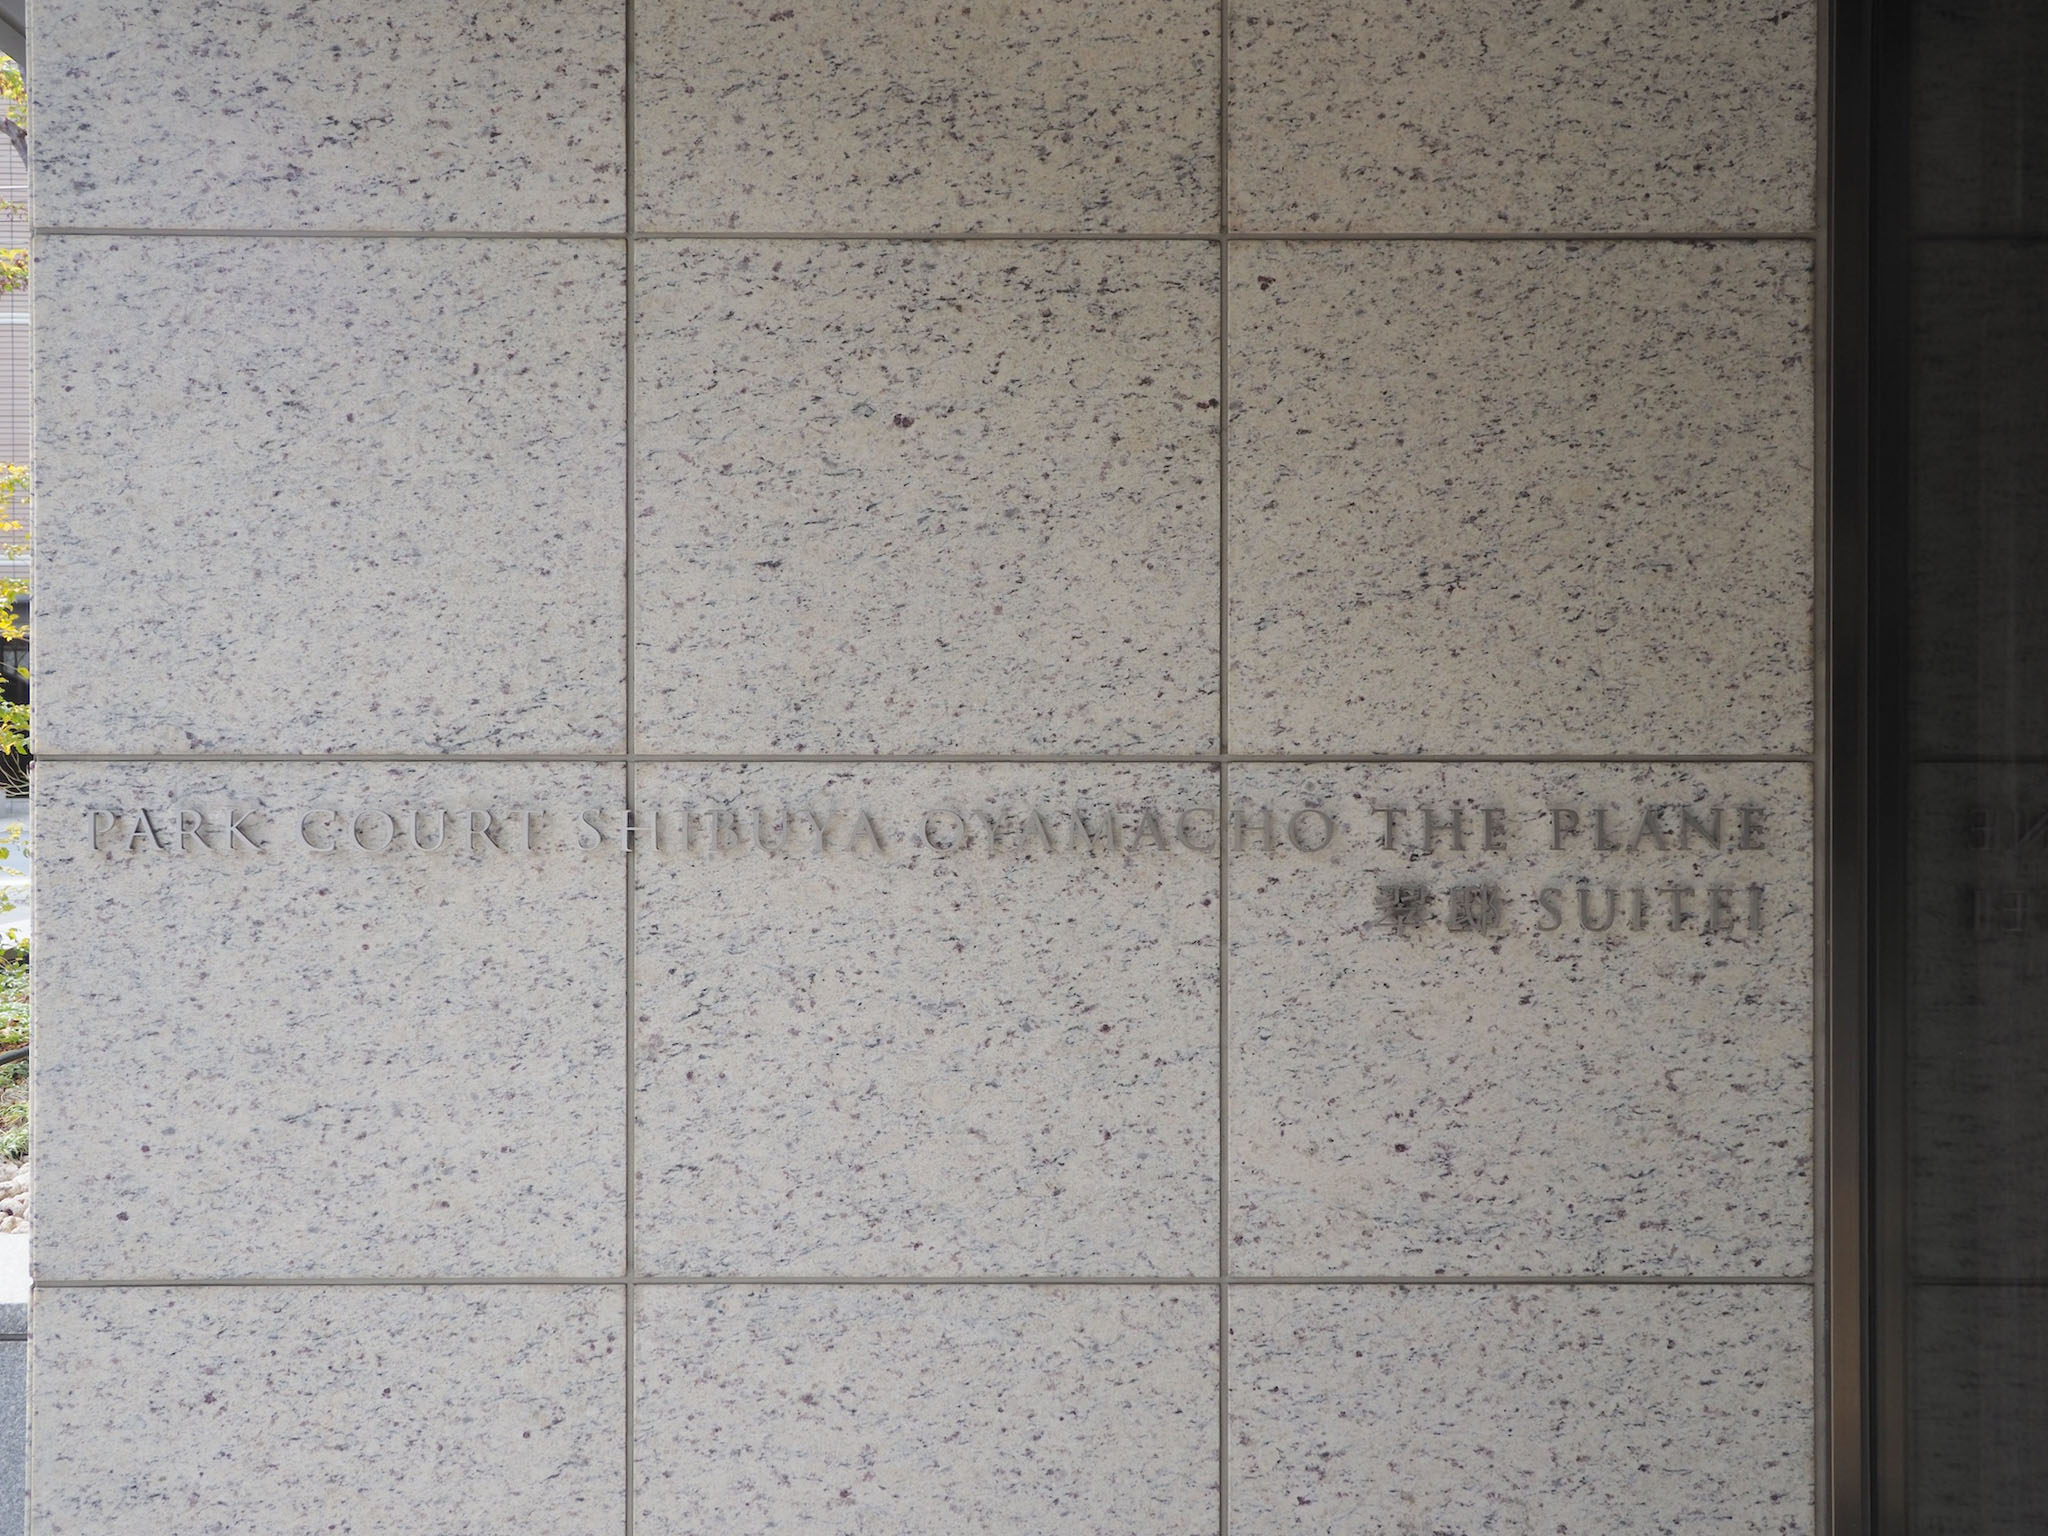 PARK COURT SHIBUYA OYAMACHO THE PLANE
翠邸 SUITEI